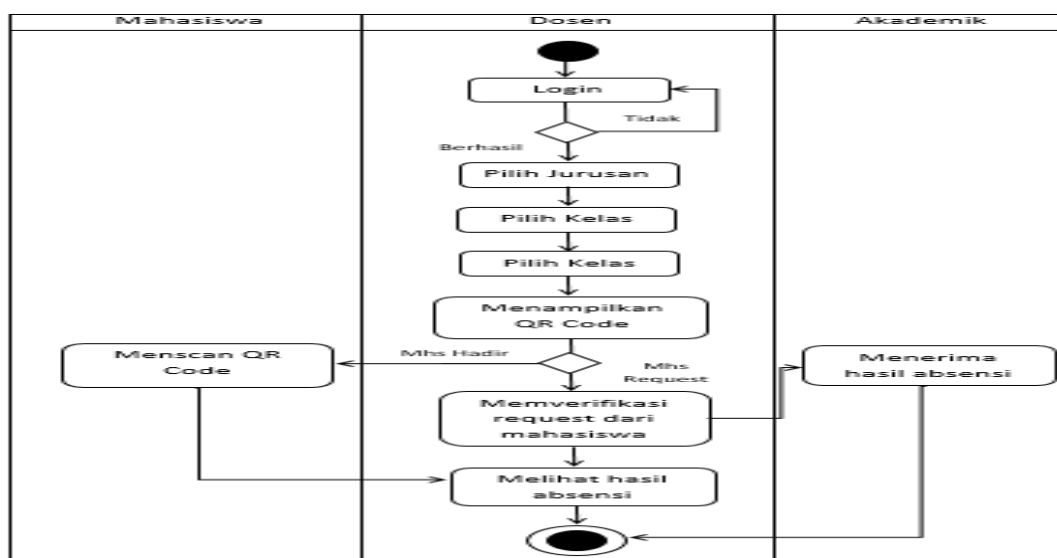 Mahasiswa
Dosen
Akademik
Login
Tidak
Berhasil
Pilih Jurusan
Pilih Kelas
Pilih Kelas
Menampilkan
QR Code
Mhs Hadir
Mhs
Request
Menscan QR
Code
Menerima
hasil absensi
Memverifikasi
request dari
mahasiswa
Melihat hasil
absensi